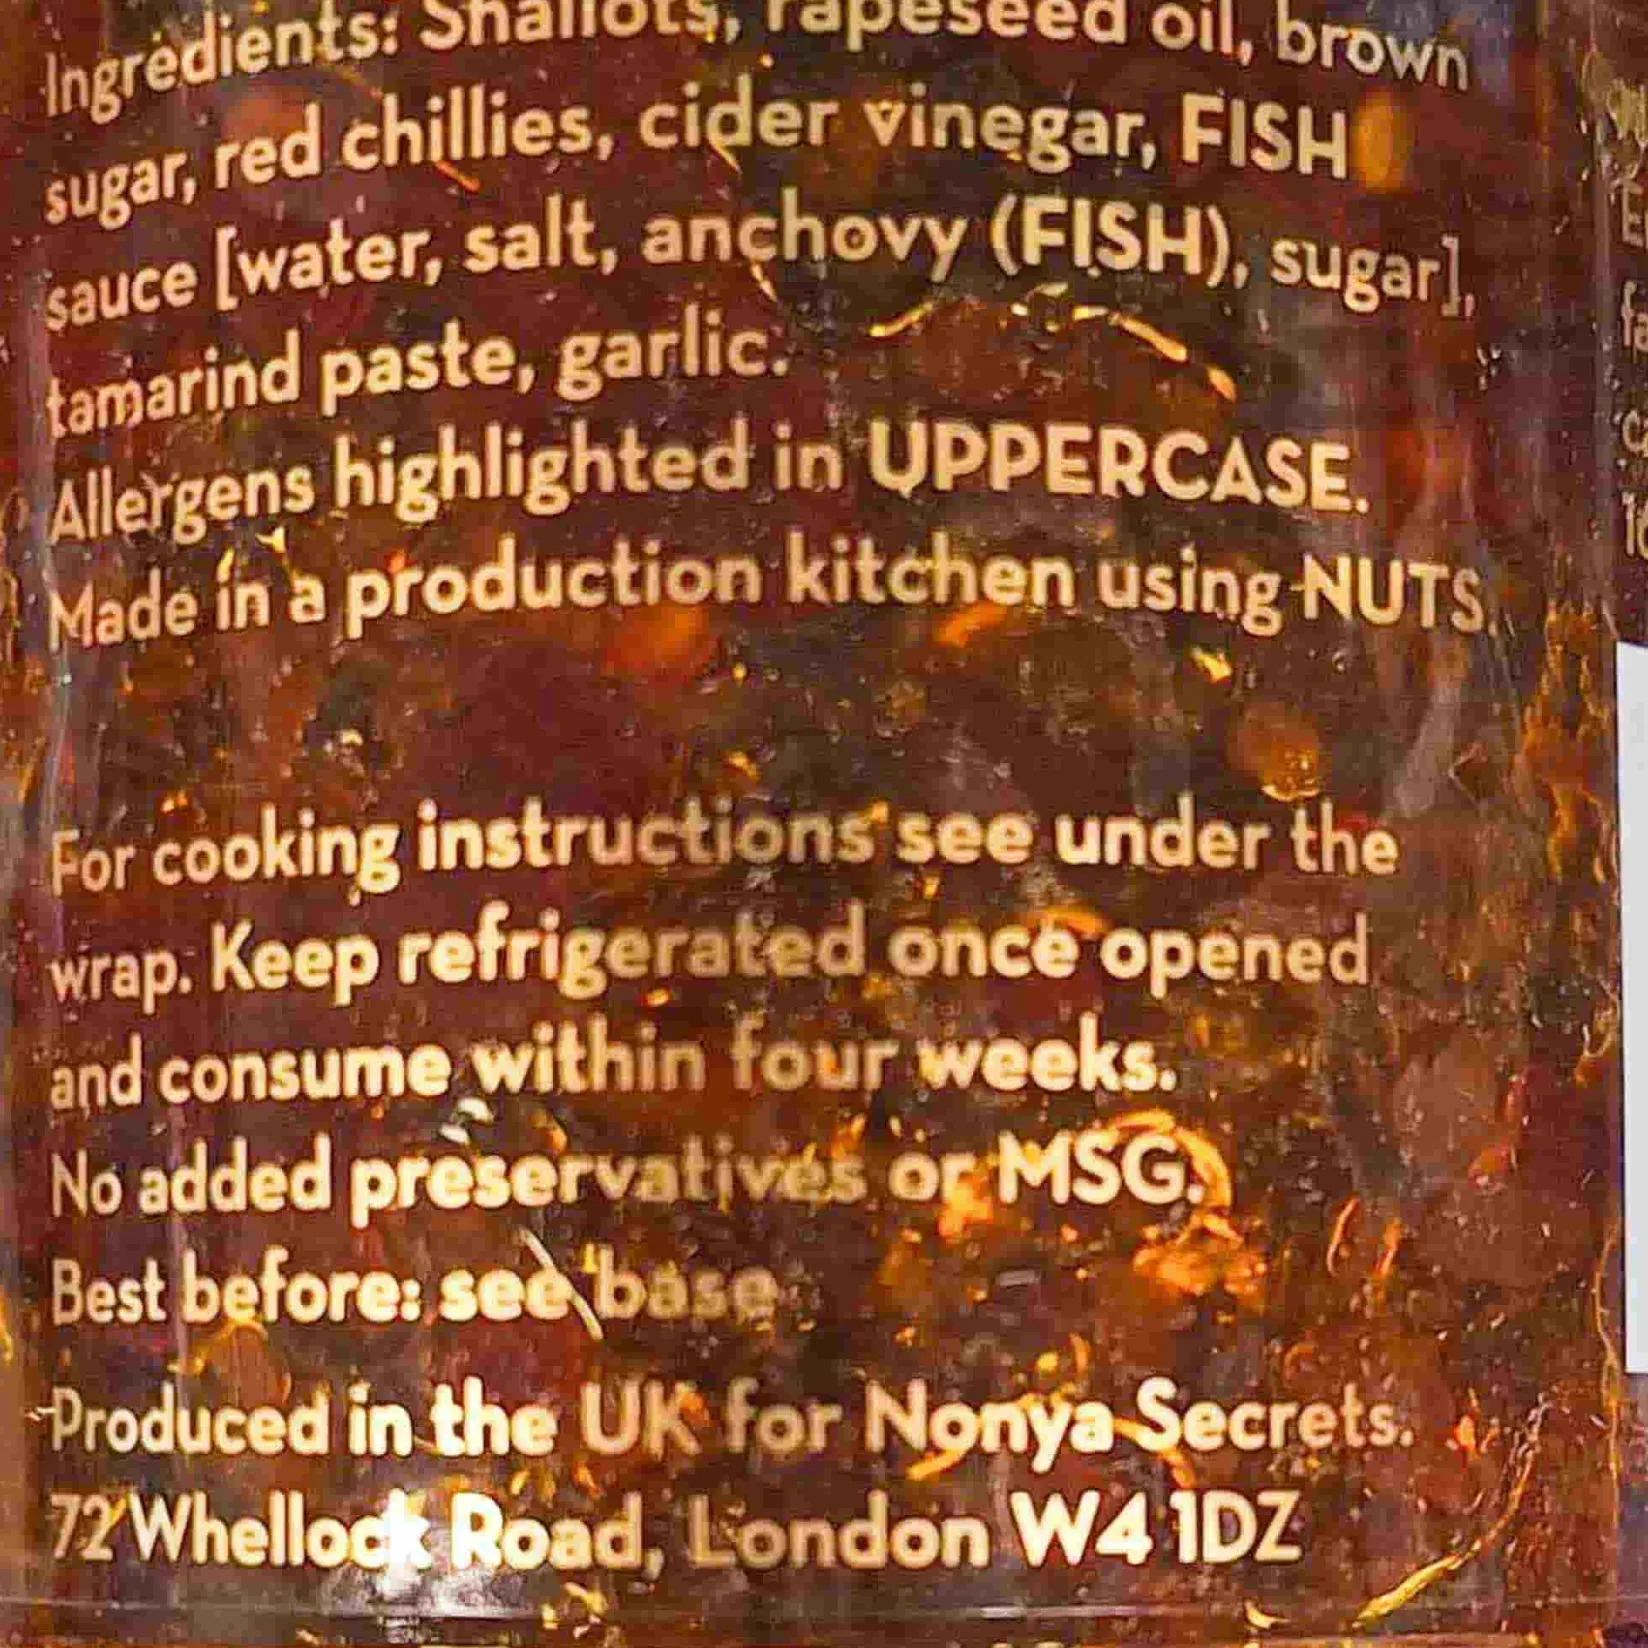 Ingredients: Shallots, rapeseed oil, brown
sugar, red chillies, cider vinegar, FISH
sauce [water, salt, anchovy (FISH), sugar],
tamarind paste, garlic.
Allergens highlighted in UPPERCASE.
Made in a production kitchen using NUTS.
For cooking instructions see under the
wrap. Keep refrigerated once opened
and consume within four weeks.
No added preservatives or MSG.
Best before: see base
Produced in the UK for Nonya Secrets.
72 Whellock Road, London W4 1DZ